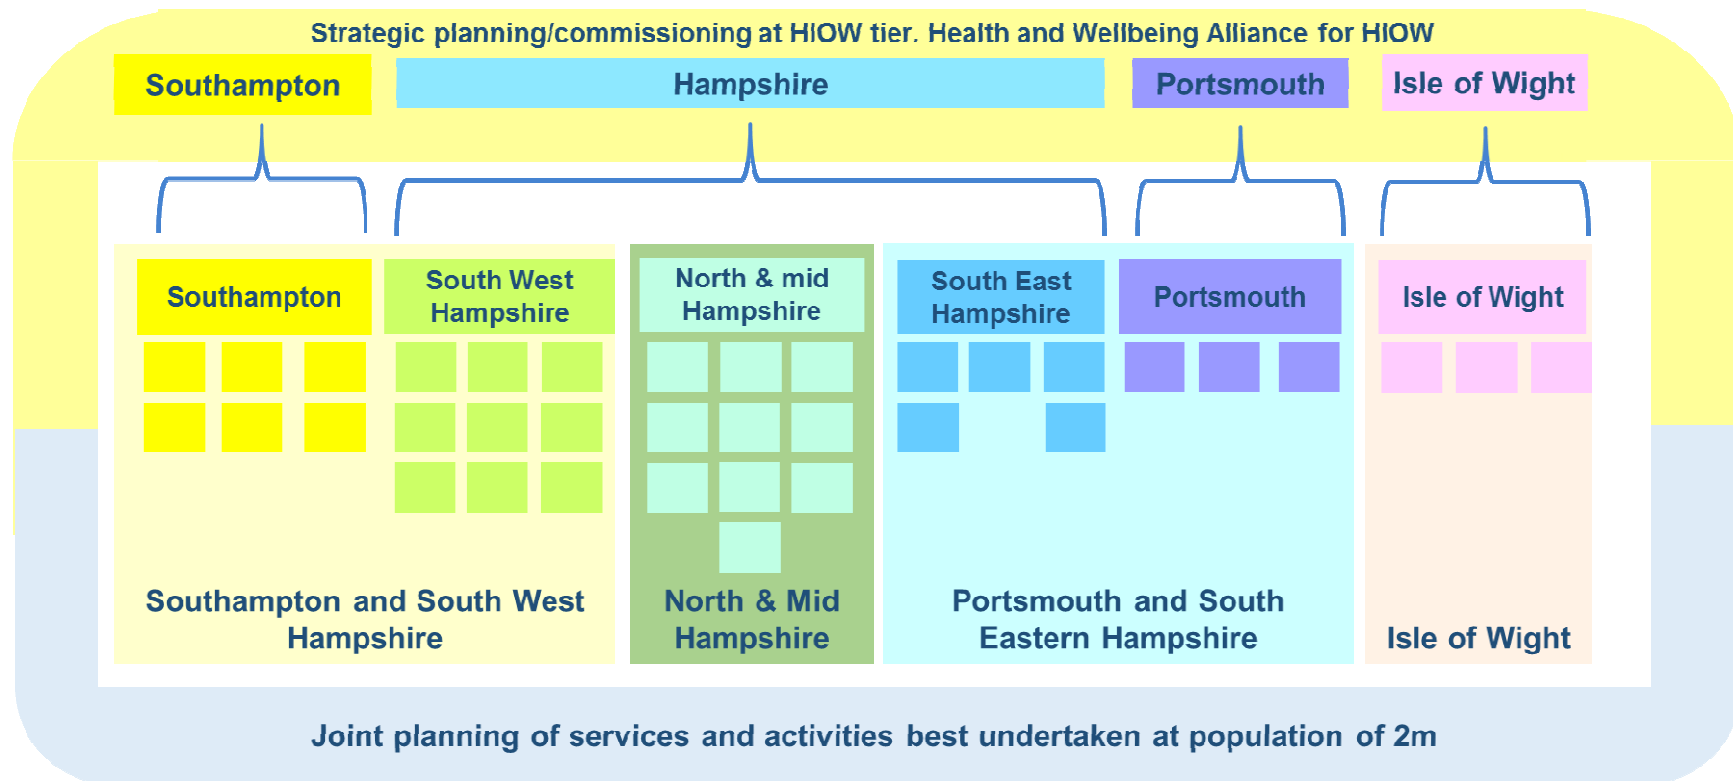 Strategic planning/commissioning at HIOW tier. Health and Wellbeing Alliance for HIOW
Southampton
Hampshire
Portsmouth
Isle of Wight
Southampton
South West
Hampshire
North & mid
Hampshire
South East
Hampshire
Portsmouth
Isle of Wight
Southampton and South West
Hampshire
North & Mid
Hampshire
Portsmouth and South
Eastern Hampshire
Isle of Wight
Joint planning of services and activities best undertaken at population of 2m